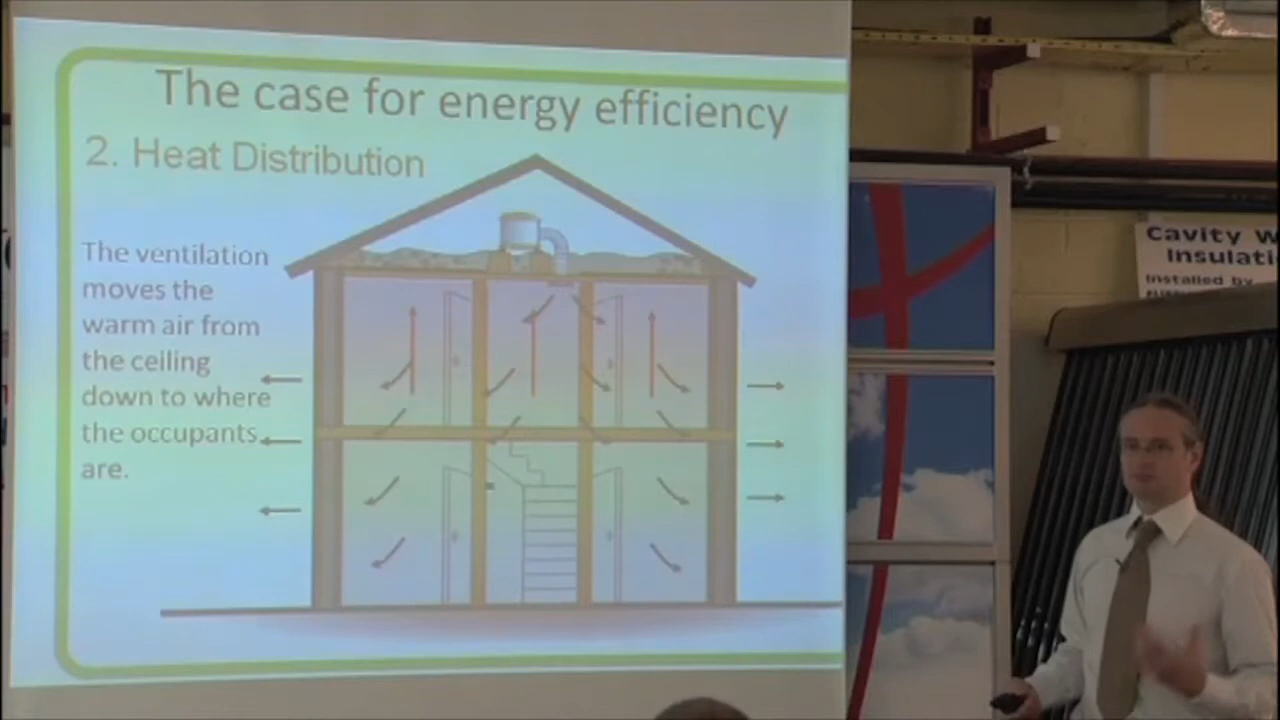 The case for energy efficiency
2. Heat Distribution
The ventilation
moves the
warm air from
the ceiling
down to where
the occupants
are.
Cavity W
Insulati
Installed by